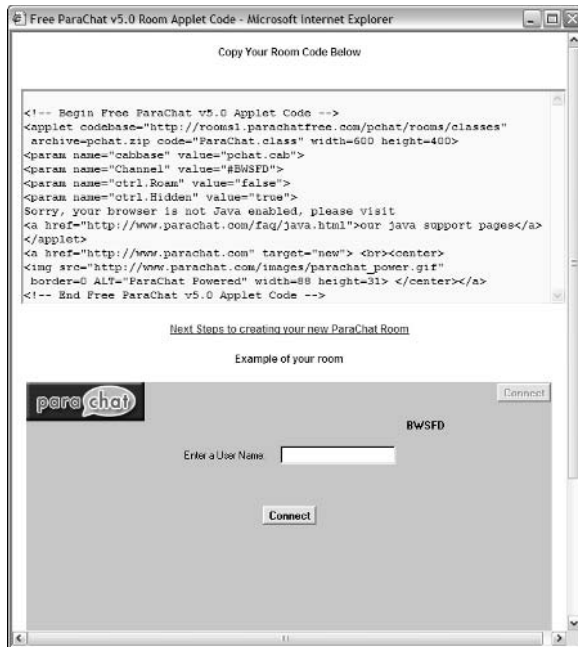 Free ParaChat v5.0 Room Applet Code - Microsoft Internet Explorer
Copy Your Room Code Below
<!-- Begin Free ParaChat v5.0 Applet Code -->
<applet codebase="http://rooms1.parachatfree.com/pchat/rooms/classes"
archive=pchat.zip code="ParaChat.class" width=600 height=400>
<param name="cabbase" value="pchat.cab">
<param name="Channel" value="#BWSFD">
<param name="ctrl.Roam" value="false">
<param name="ctrl.Hidden" value="true">
Sorry, your browser is not Java enabled, please visit
<a href="http://www.parachat.com/faq/java.html">our java support pages</a>
</applet>
<a href="http://www.parachat.com" target="new"> <br><center>
<img src="http://www.parachat.com/images/parachat_power.gif"
border=0 ALT="ParaChat Powered" width=88 height=31> </center></a>
<!-- End Free ParaChat v5.0 Applet Code -->
Next Steps to creating your new ParaChat Room
Example of your room
para chat
Connect
BWSFD
Enter a User Name:
Connect